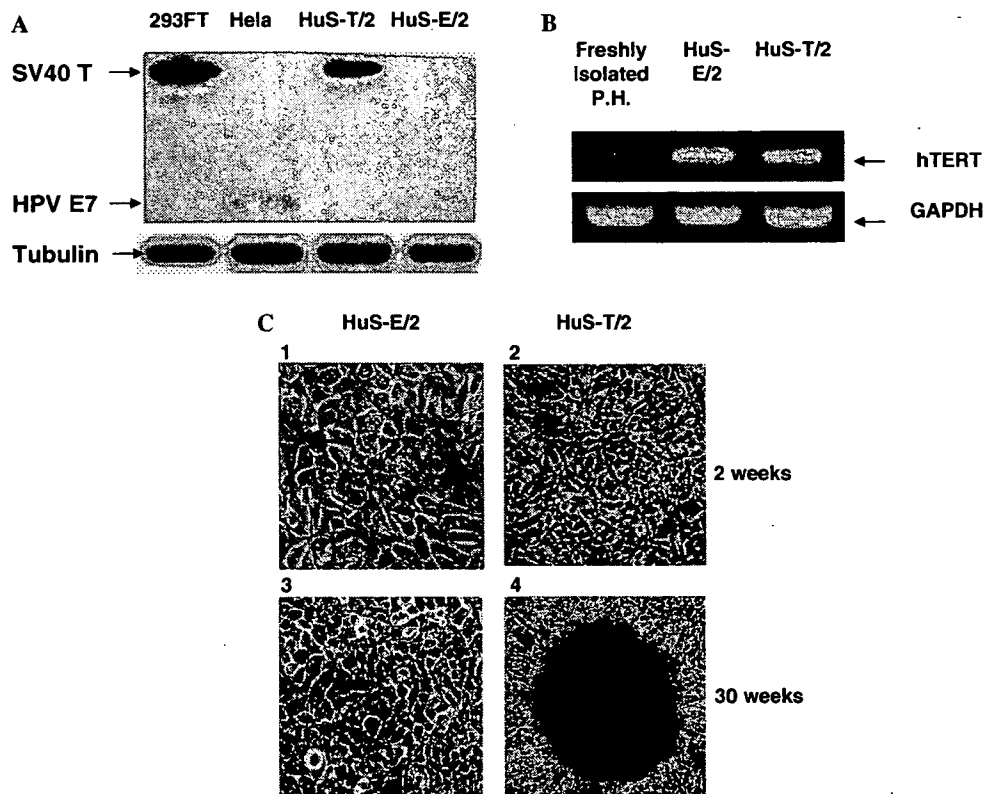 A
293FT Hela HuS-T/2 HuS-E/2
SV40 T
HPV E7
Tubulin
B
Freshly
isolated
P.H.
HuS-
E/2
HuS-T/2
hTERT
GAPDH
C
HuS-E/2
HuS-T/2
1
2
2 weeks
3
4
30 weeks